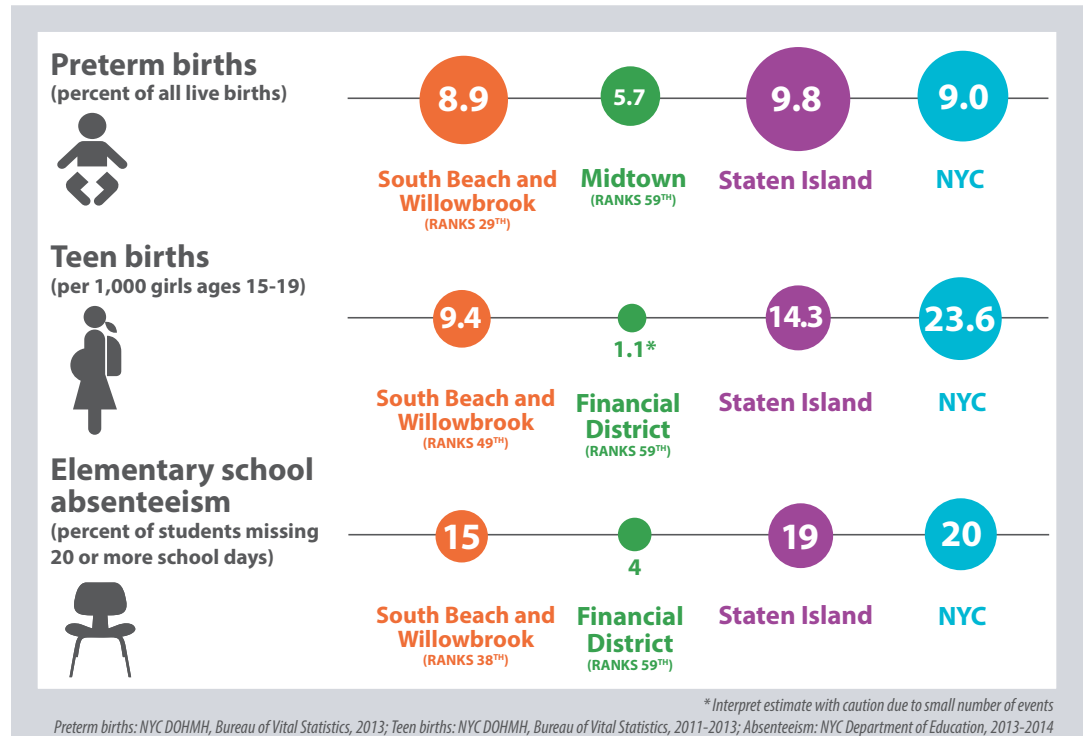 Preterm births
(percent of all live births)
8.9
5.7
9.8
9.0
South Beach and
Willowbrook
(RANKS 29TH)
Midtown
(RANKS 59TH)
Staten Island
NYC
Teen births
(per 1,000 girls ages 15-19)
9.4
1.1*
14.3
23.6
South Beach and
Willowbrook
(RANKS 49TH)
Financial
District
(RANKS 59TH)
Staten Island
NYC
Elementary school
absenteeism
(percent of students missing
20 or more school days)
15
4
19
20
South Beach and
Willowbrook
(RANKS 38TH)
Financial
District
(RANKS 59TH)
Staten Island
NYC
* Interpret estimate with caution due to small number of events
Preterm births: NYC DOHMH, Bureau of Vital Statistics, 2013; Teen births: NYC DOHMH, Bureau of Vital Statistics, 2011-2013; Absenteeism: NYC Department of Education, 2013-2014